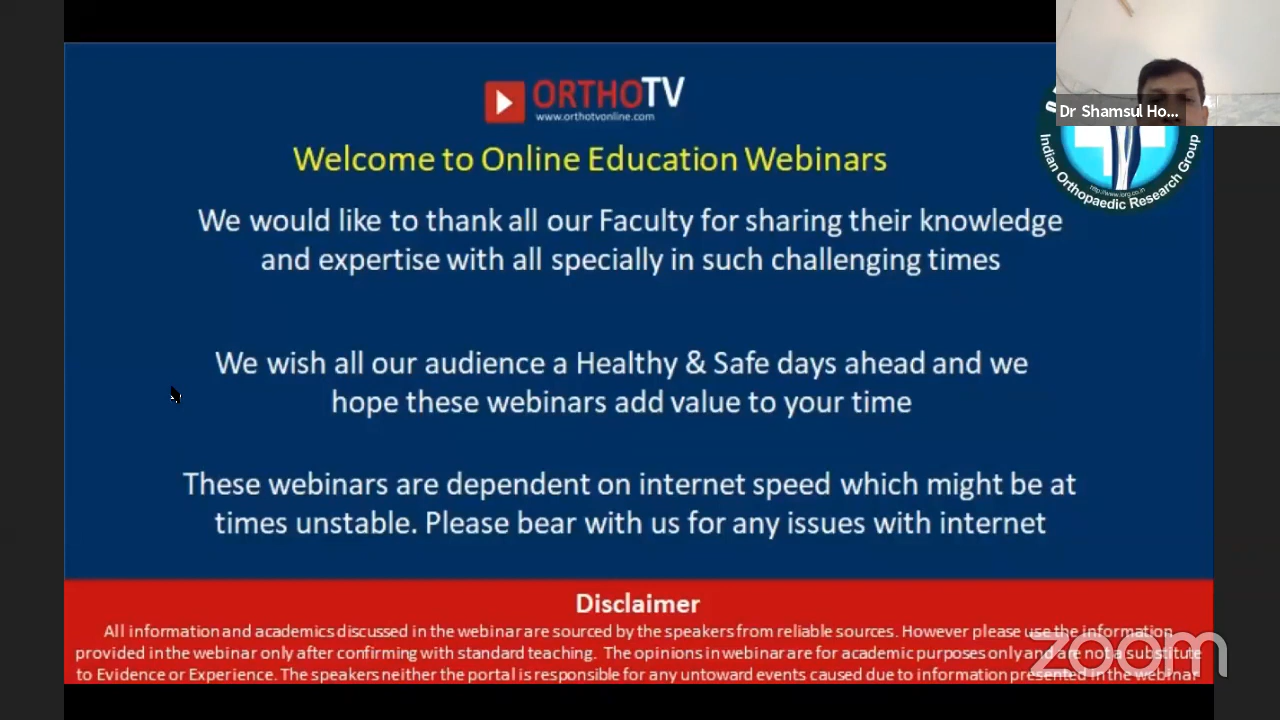 ORTHOTV
www.orthotvonline.com
Dr Shamsul Ho...
Welcome to Online Education Webinars
Indian Orthopaedic Research Group
http://www.iorg.co.in
We would like to thank all our Faculty for sharing their knowledge
and expertise with all specially in such challenging times
We wish all our audience a Healthy & Safe days ahead and we
hope these webinars add value to your time
These webinars are dependent on internet speed which might be at
times unstable. Please bear with us for any issues with internet
Disclaimer
All information and academics discussed in the webinar are sourced by the speakers from reliable sources. However please use the information
provided in the webinar only after confirming with standard teaching. The opinions in webinar are for academic purposes only and are not a substitute
to Evidence or Experience. The speakers neither the portal is responsible for any untoward events caused due to information presented in the webinar
zoom